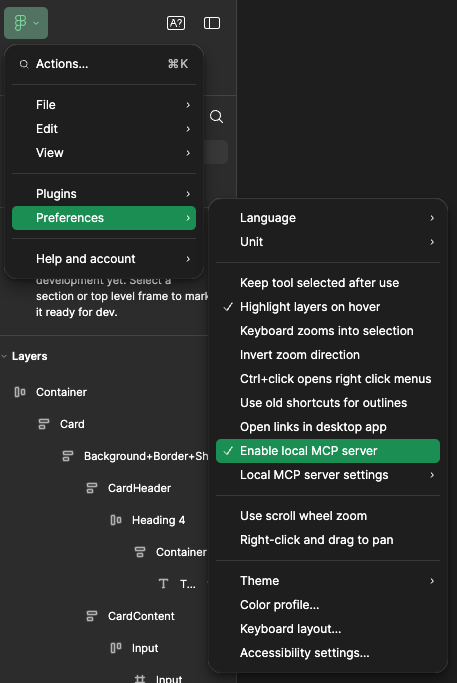 A?
Actions... ⌘K
File
Edit
View
Plugins
Preferences
Help and account
development yet. Select a
section or top level frame to mark
it ready for dev.
Layers
Container
Card
Background+Border+Sh
CardHeader
Heading 4
Container
T...
CardContent
Input
Input
Language
Unit
Keep tool selected after use
Highlight layers on hover
Keyboard zooms into selection
Invert zoom direction
Ctrl+click opens right click menus
Use old shortcuts for outlines
Open links in desktop app
Enable local MCP server
Local MCP server settings
Use scroll wheel zoom
Right-click and drag to pan
Theme
Color profile...
Keyboard layout...
Accessibility settings...